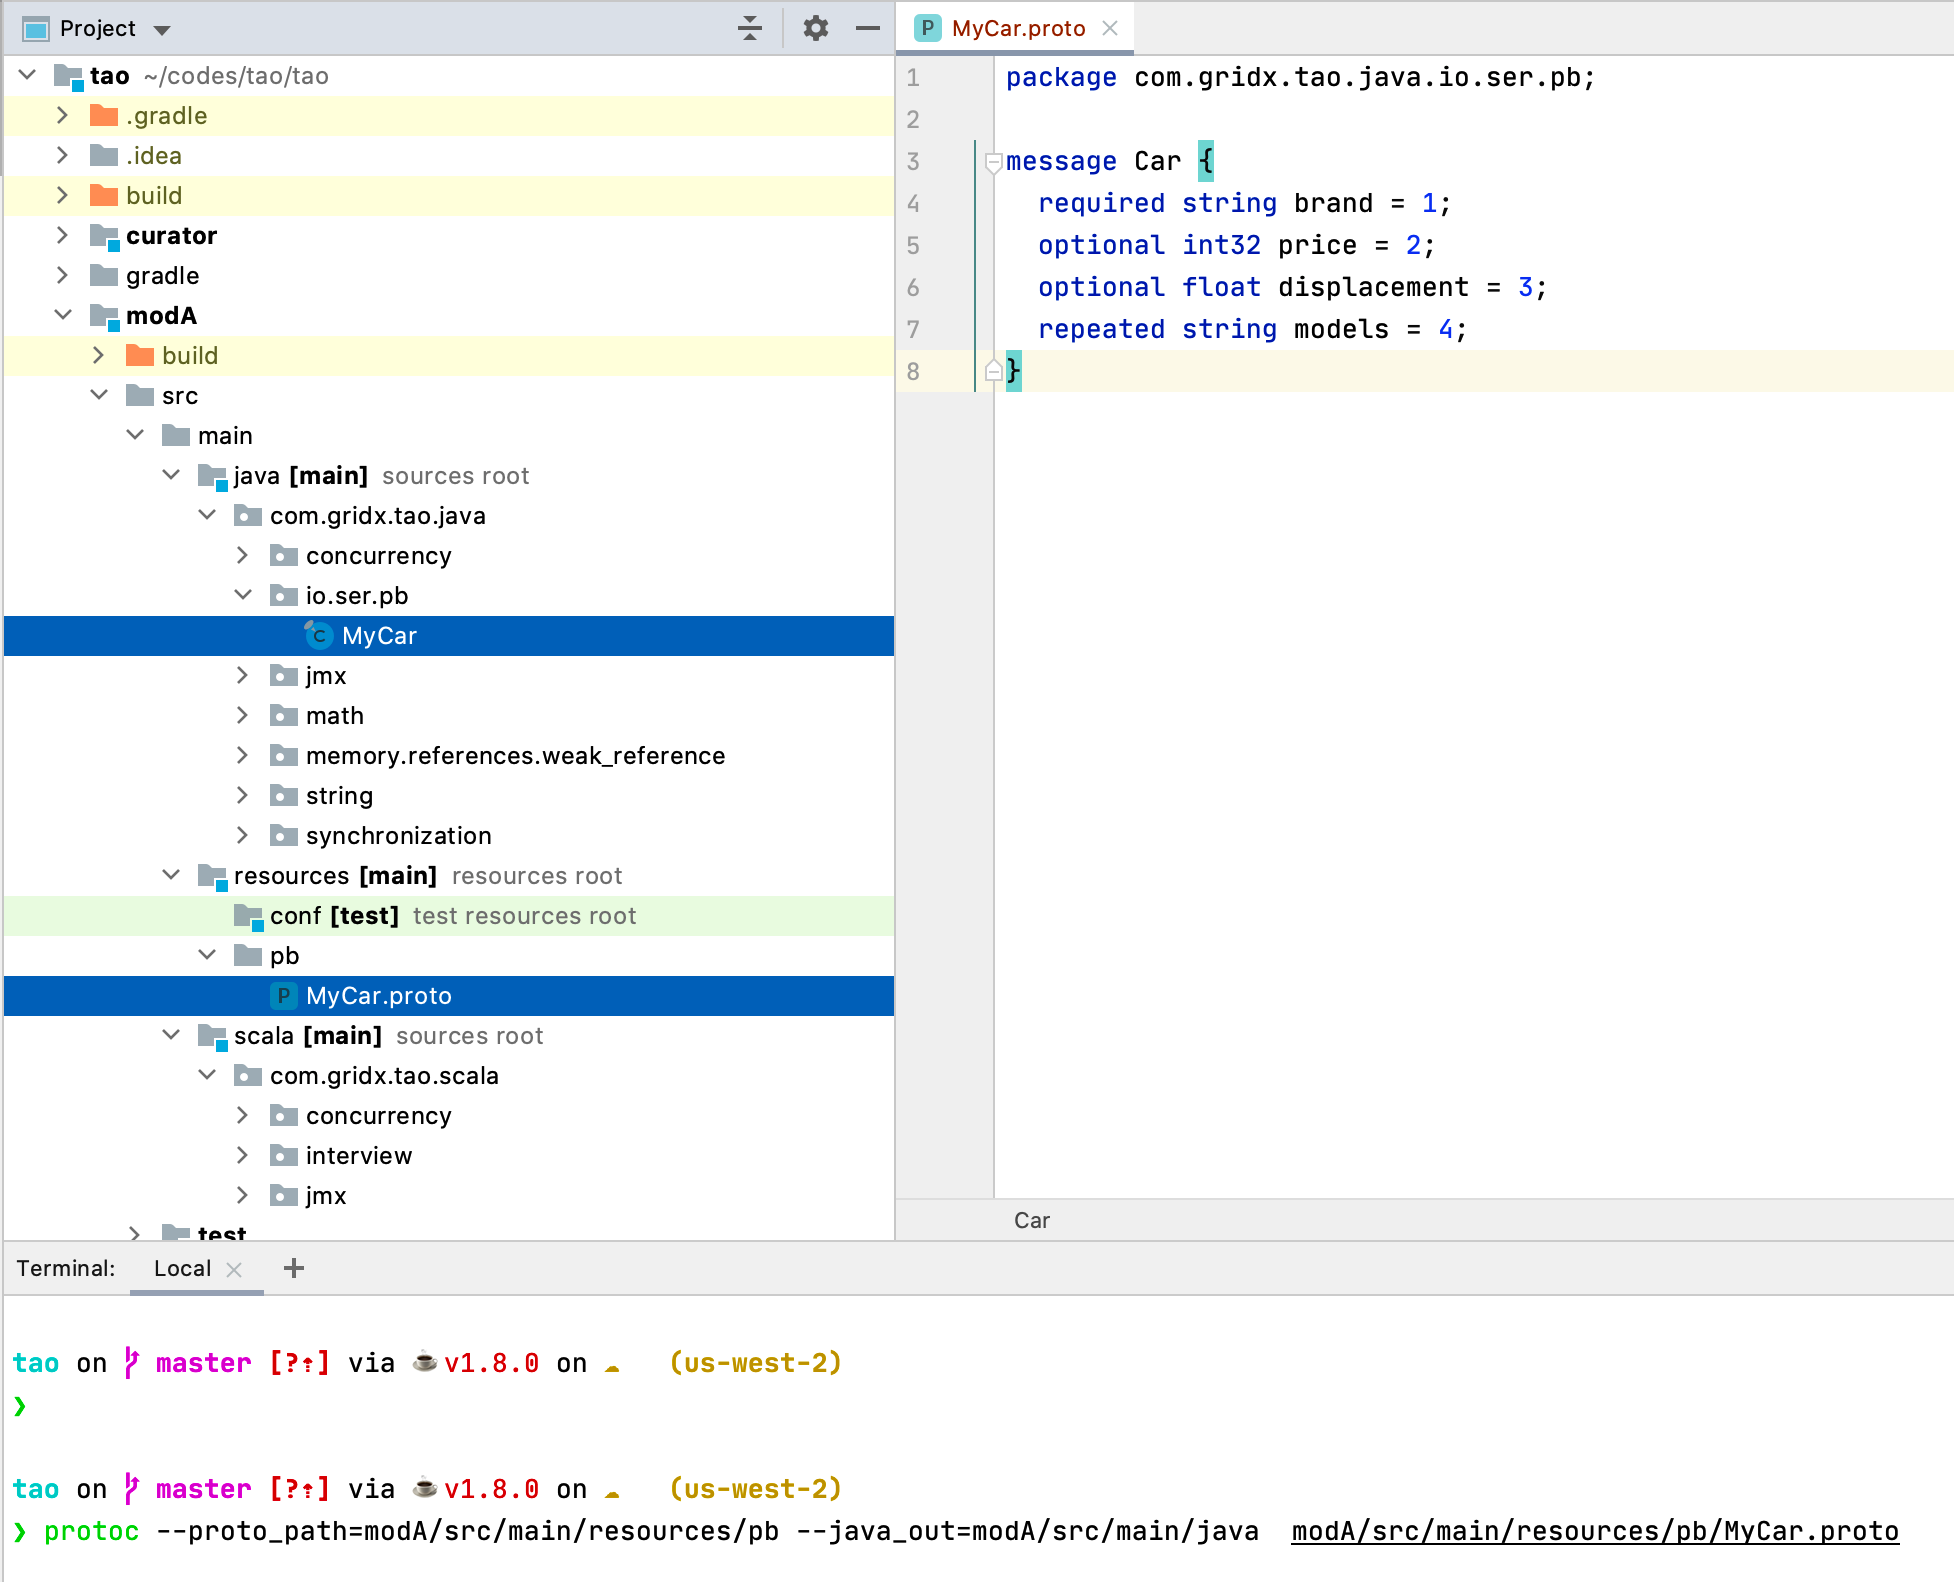 Project
tao ~/codes/tao/tao
.gradle
.idea
build
curator
gradle
modA
build
src
main
java [main] sources root
com.gridx.tao.java
concurrency
io.ser.pb
C MyCar
jmx
math
memory.references.weak_reference
string
synchronization
resources [main] resources root
conf [test] test resources root
pb
P MyCar.proto
scala [main] sources root
com.gridx.tao.scala
concurrency
interview
jmx
test
P MyCar.proto
1 package com.gridx.tao.java.io.ser.pb;
2
3 message Car {
4 required string brand = 1;
5 optional int32 price = 2;
6 optional float displacement = 3;
7 repeated string models = 4;
8 }
Car
Terminal: Local +
tao on master [?⇡] via ☕v1.8.0 on ☁ (us-west-2)
❯
tao on master [?⇡] via ☕v1.8.0 on ☁ (us-west-2)
❯ protoc --proto_path=modA/src/main/resources/pb --java_out=modA/src/main/java modA/src/main/resources/pb/MyCar.proto